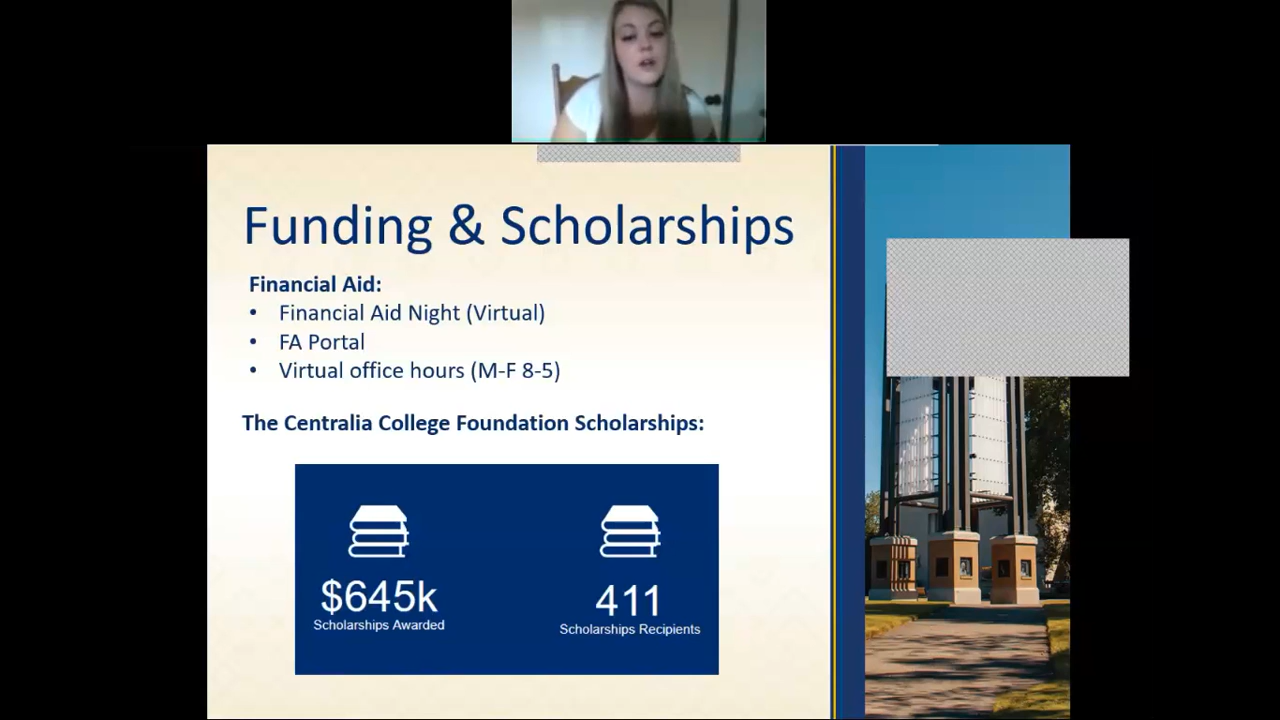 Funding & Scholarships
Financial Aid:
• Financial Aid Night (Virtual)
• FA Portal
• Virtual office hours (M-F 8-5)
The Centralia College Foundation Scholarships:
$645k
Scholarships Awarded
411
Scholarships Recipients